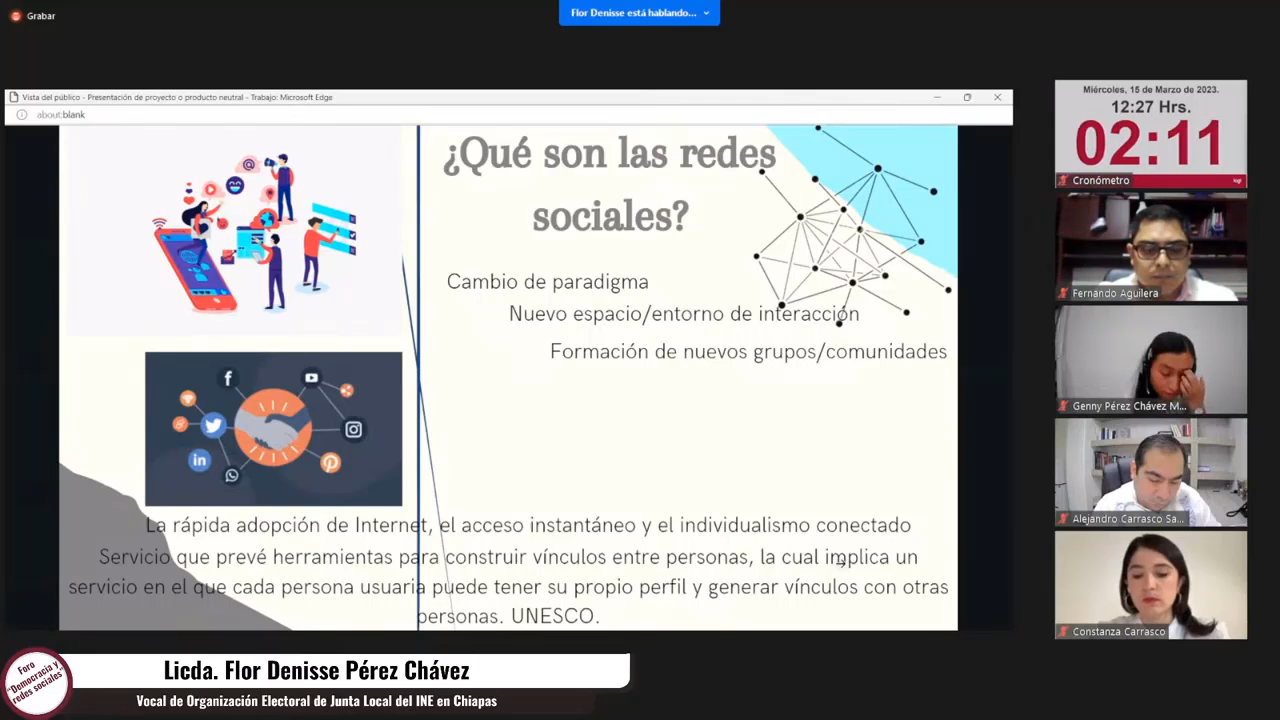 Grabar
Flor Denisse está hablando...
Vista del público - Presentación de proyecto o producto neutral - Trabajo: Microsoft Edge
about:blank
¿Qué son las redes
sociales?
Cambio de paradigma
Nuevo espacio/entorno de interacción
Formación de nuevos grupos/comunidades
La rápida adopción de Internet, el acceso instantáneo y el individualismo conectado
Servicio que prevé herramientas para construir vínculos entre personas, la cual implica un
servicio en el que cada persona usuaria puede tener su propio perfil y generar vínculos con otras
personas. UNESCO.
Miércoles, 15 de Marzo de 2023.
12:27 Hrs.
02:11
Cronómetro
Fernando Aguilera
Genny Pérez Chávez M...
Alejandro Carrasco Sa...
Constanza Carrasco
Foro
"Democracia y
redes sociales"
Licda. Flor Denisse Pérez Chávez
Vocal de Organización Electoral de Junta Local del INE en Chiapas